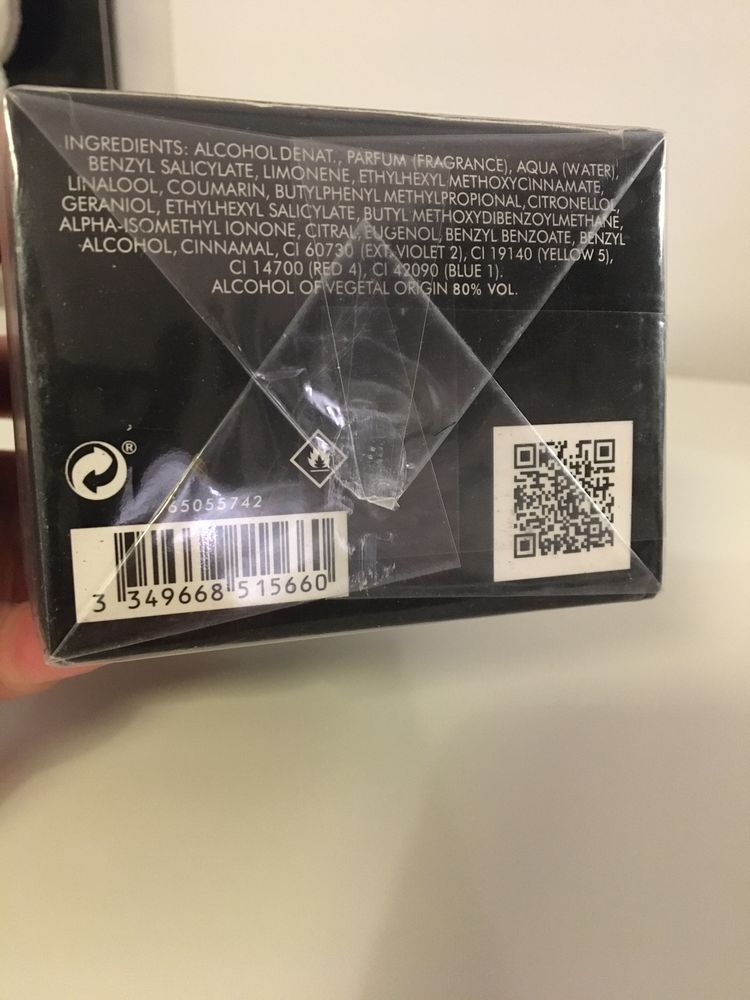 INGREDIENTS: ALCOHOL DENAT., PARFUM (FRAGRANCE), AQUA (WATER),
BENZYL SALICYLATE, LIMONENE, ETHYLHEXYL METHOXYCINNAMATE,
LINALOOL, COUMARIN, BUTYLPHENYL METHYLPROPIONAL, CITRONELLOL,
GERANIOL, ETHYLHEXYL SALICYLATE, BUTYL METHOXYDIBENZOYLMETHANE,
ALPHA-ISOMETHYL IONONE, CITRAL, EUGENOL, BENZYL BENZOATE, BENZYL
ALCOHOL, CINNAMAL, CI 60730 (EXT. VIOLET 2), CI 19140 (YELLOW 5),
CI 14700 (RED 4), CI 42090 (BLUE 1).
ALCOHOL OF VEGETAL ORIGIN 80% VOL.
®
65055742
3 349668 515660